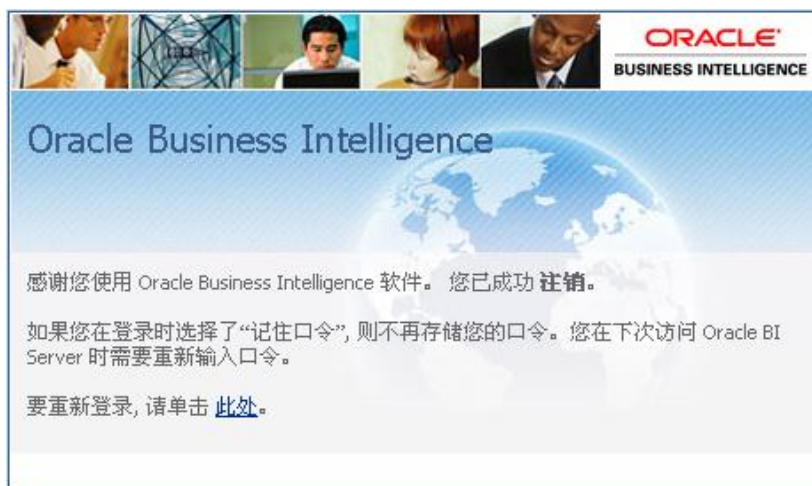 ORACLE
BUSINESS INTELLIGENCE
Oracle Business Intelligence
感谢您使用 Oracle Business Intelligence 软件。 您已成功 注销。
如果您在登录时选择了“记住口令”, 则不再存储您的口令。您在下次访问 Oracle BI
Server 时需要重新输入口令。
要重新登录, 请单击 此处。